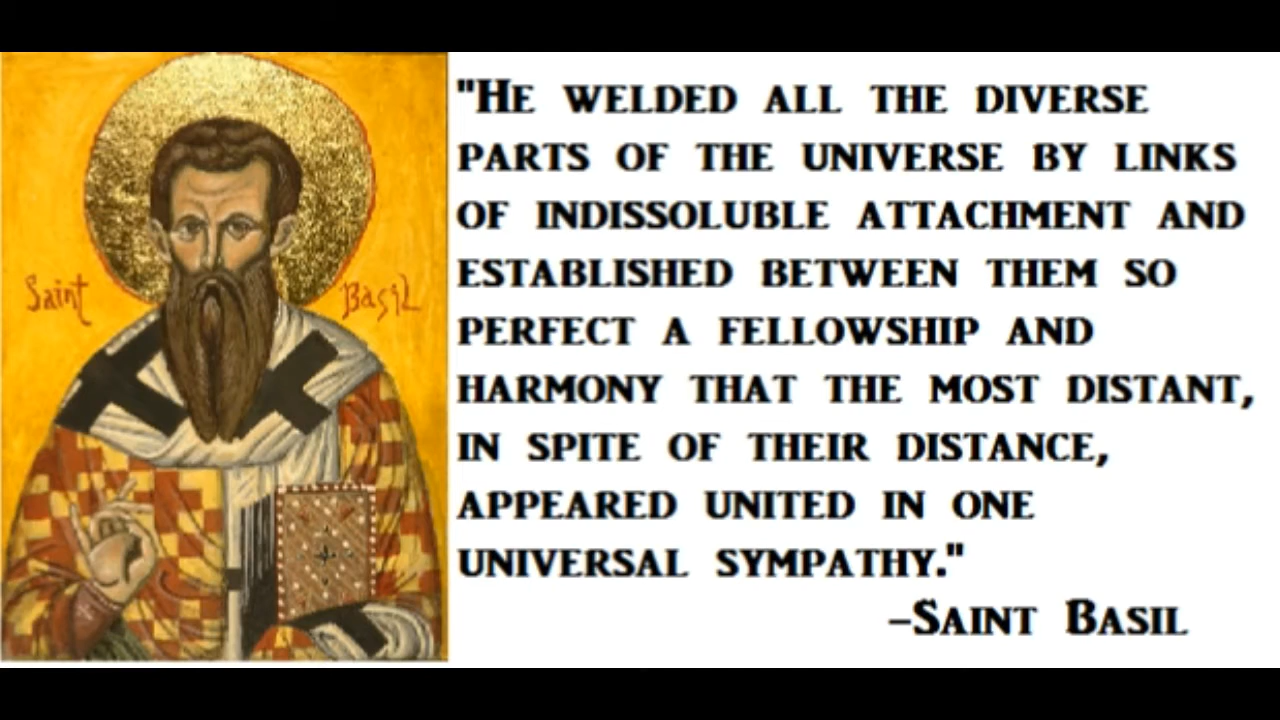 Saint Basil
"HE WELDED ALL THE DIVERSE
PARTS OF THE UNIVERSE BY LINKS
OF INDISSOLUBLE ATTACHMENT AND
ESTABLISHED BETWEEN THEM SO
PERFECT A FELLOWSHIP AND
HARMONY THAT THE MOST DISTANT,
IN SPITE OF THEIR DISTANCE,
APPEARED UNITED IN ONE
UNIVERSAL SYMPATHY."
–SAINT BASIL